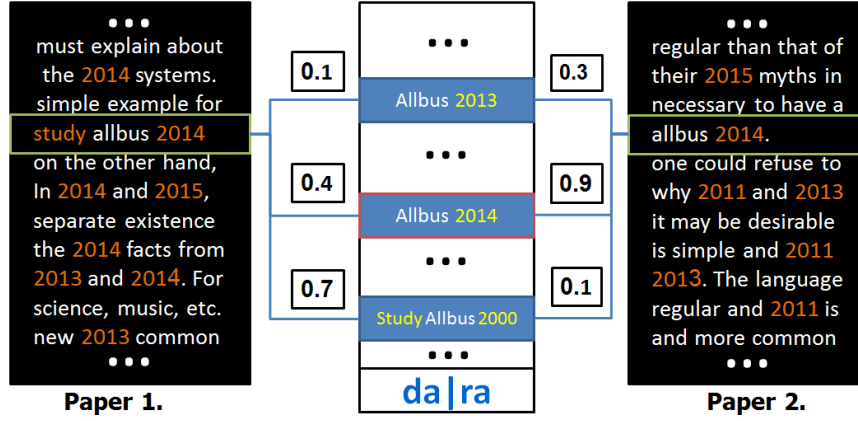 ● ● ●
must explain about
the 2014 systems.
simple example for
study allbus 2014
on the other hand,
In 2014 and 2015,
separate existence
the 2014 facts from
2013 and 2014. For
science, music, etc.
new 2013 common
● ● ●
Paper 1.
0.1
0.4
0.7
● ● ●
Allbus 2013
● ● ●
Allbus 2014
● ● ●
Study Allbus 2000
● ● ●
da|ra
0.3
0.9
0.1
● ● ●
regular than that of
their 2015 myths in
necessary to have a
allbus 2014.
one could refuse to
why 2011 and 2013
it may be desirable
is simple and 2011
2013. The language
regular and 2011 is
and more common
● ● ●
Paper 2.